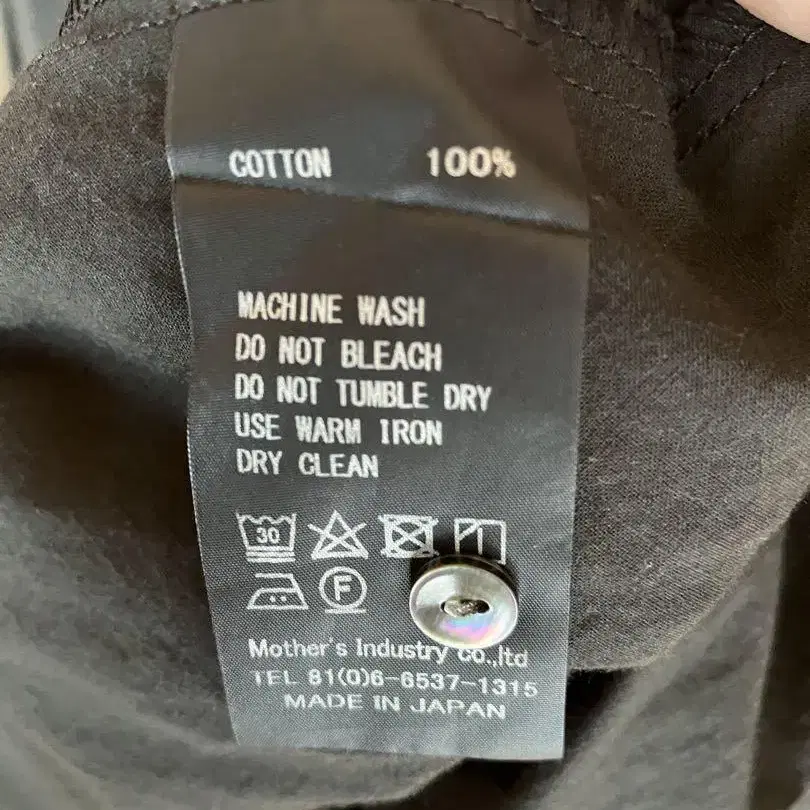 COTTON 100%
MACHINE WASH
DO NOT BLEACH
DO NOT TUMBLE DRY
USE WARM IRON
DRY CLEAN
30
F
Mother's Industry co.,ltd
TEL 81(0)6-6537-1315
MADE IN JAPAN